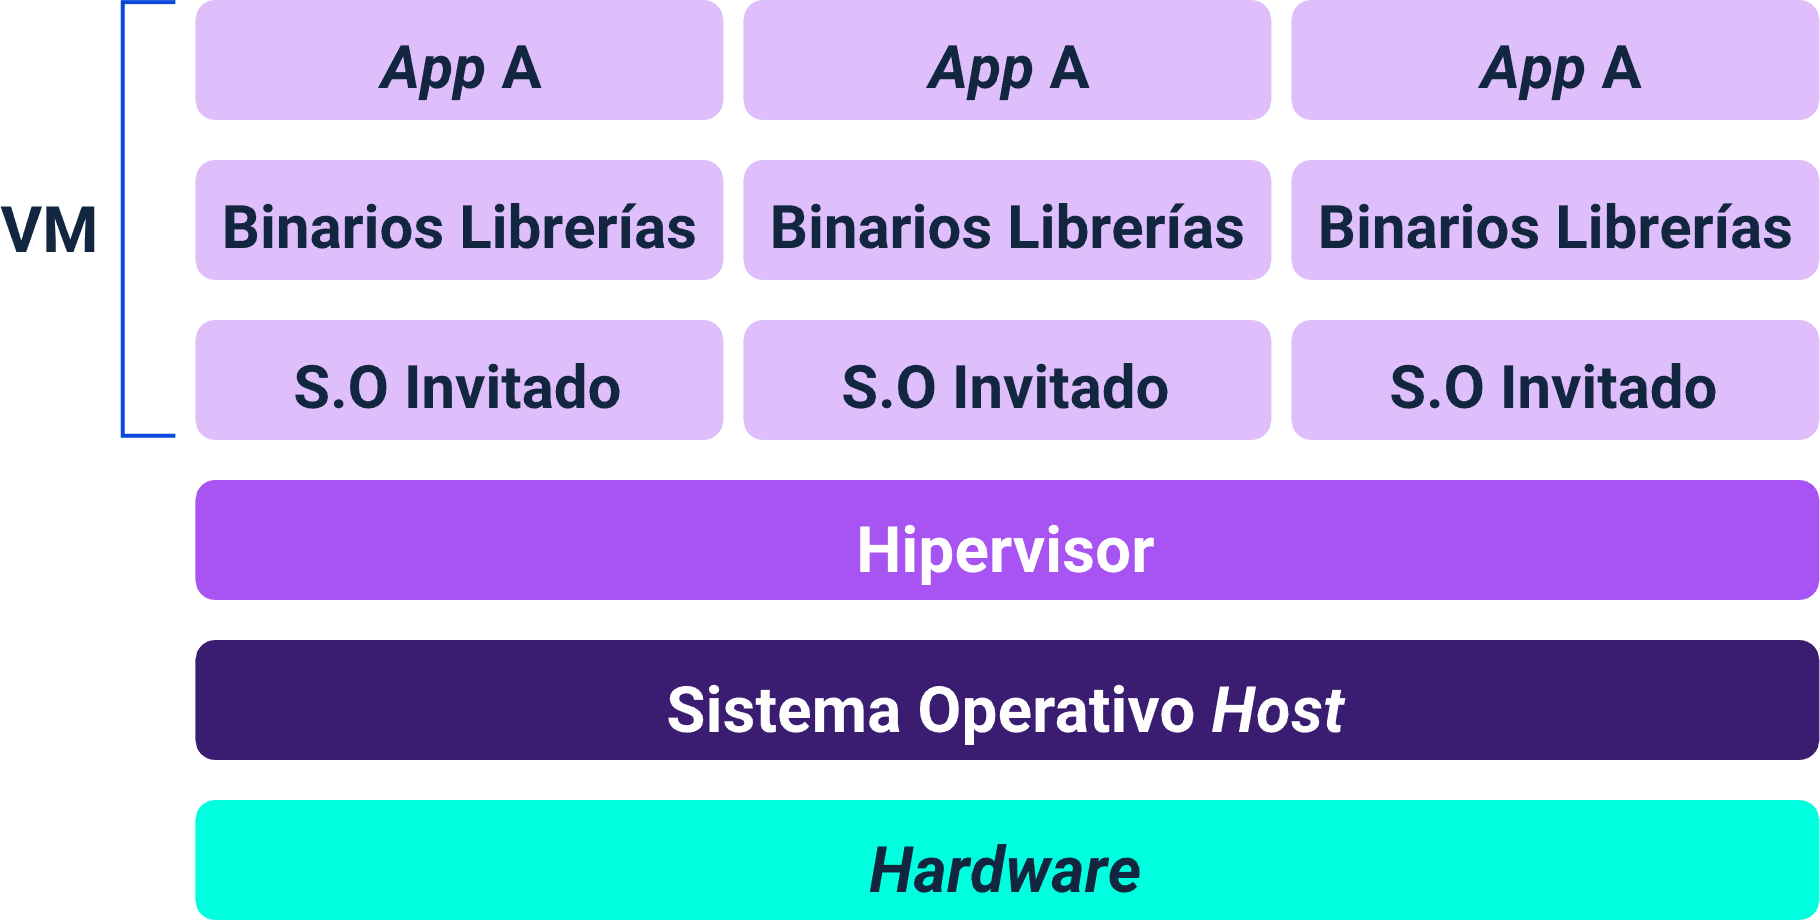 App A
App A
App A
VM
Binarios Librerías
Binarios Librerías
Binarios Librerías
S.O Invitado
S.O Invitado
S.O Invitado
Hipervisor
Sistema Operativo Host
Hardware